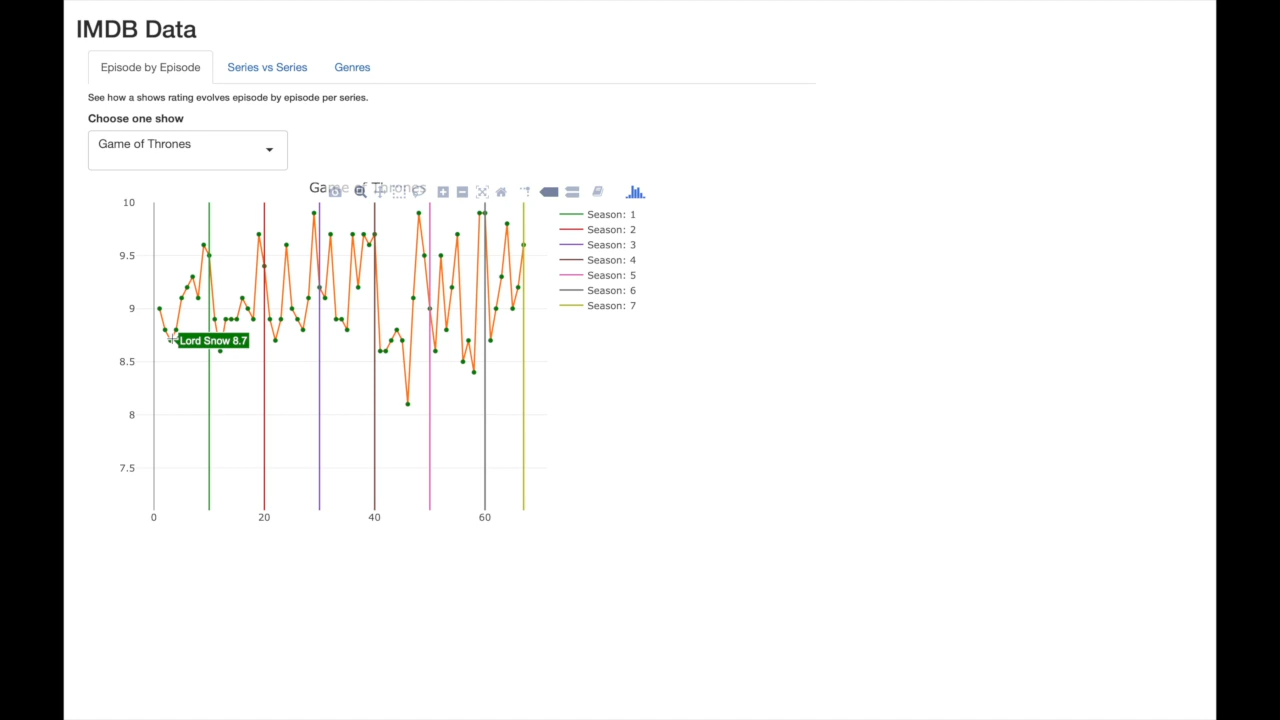 IMDB Data
Episode by Episode Series vs Series Genres
See how a shows rating evolves episode by episode per series.
Choose one show
Game of Thrones
Game of Thrones
10
9.5
9
8.5
8
7.5
0 20 40 60
Lord Snow 8.7
Season: 1
Season: 2
Season: 3
Season: 4
Season: 5
Season: 6
Season: 7